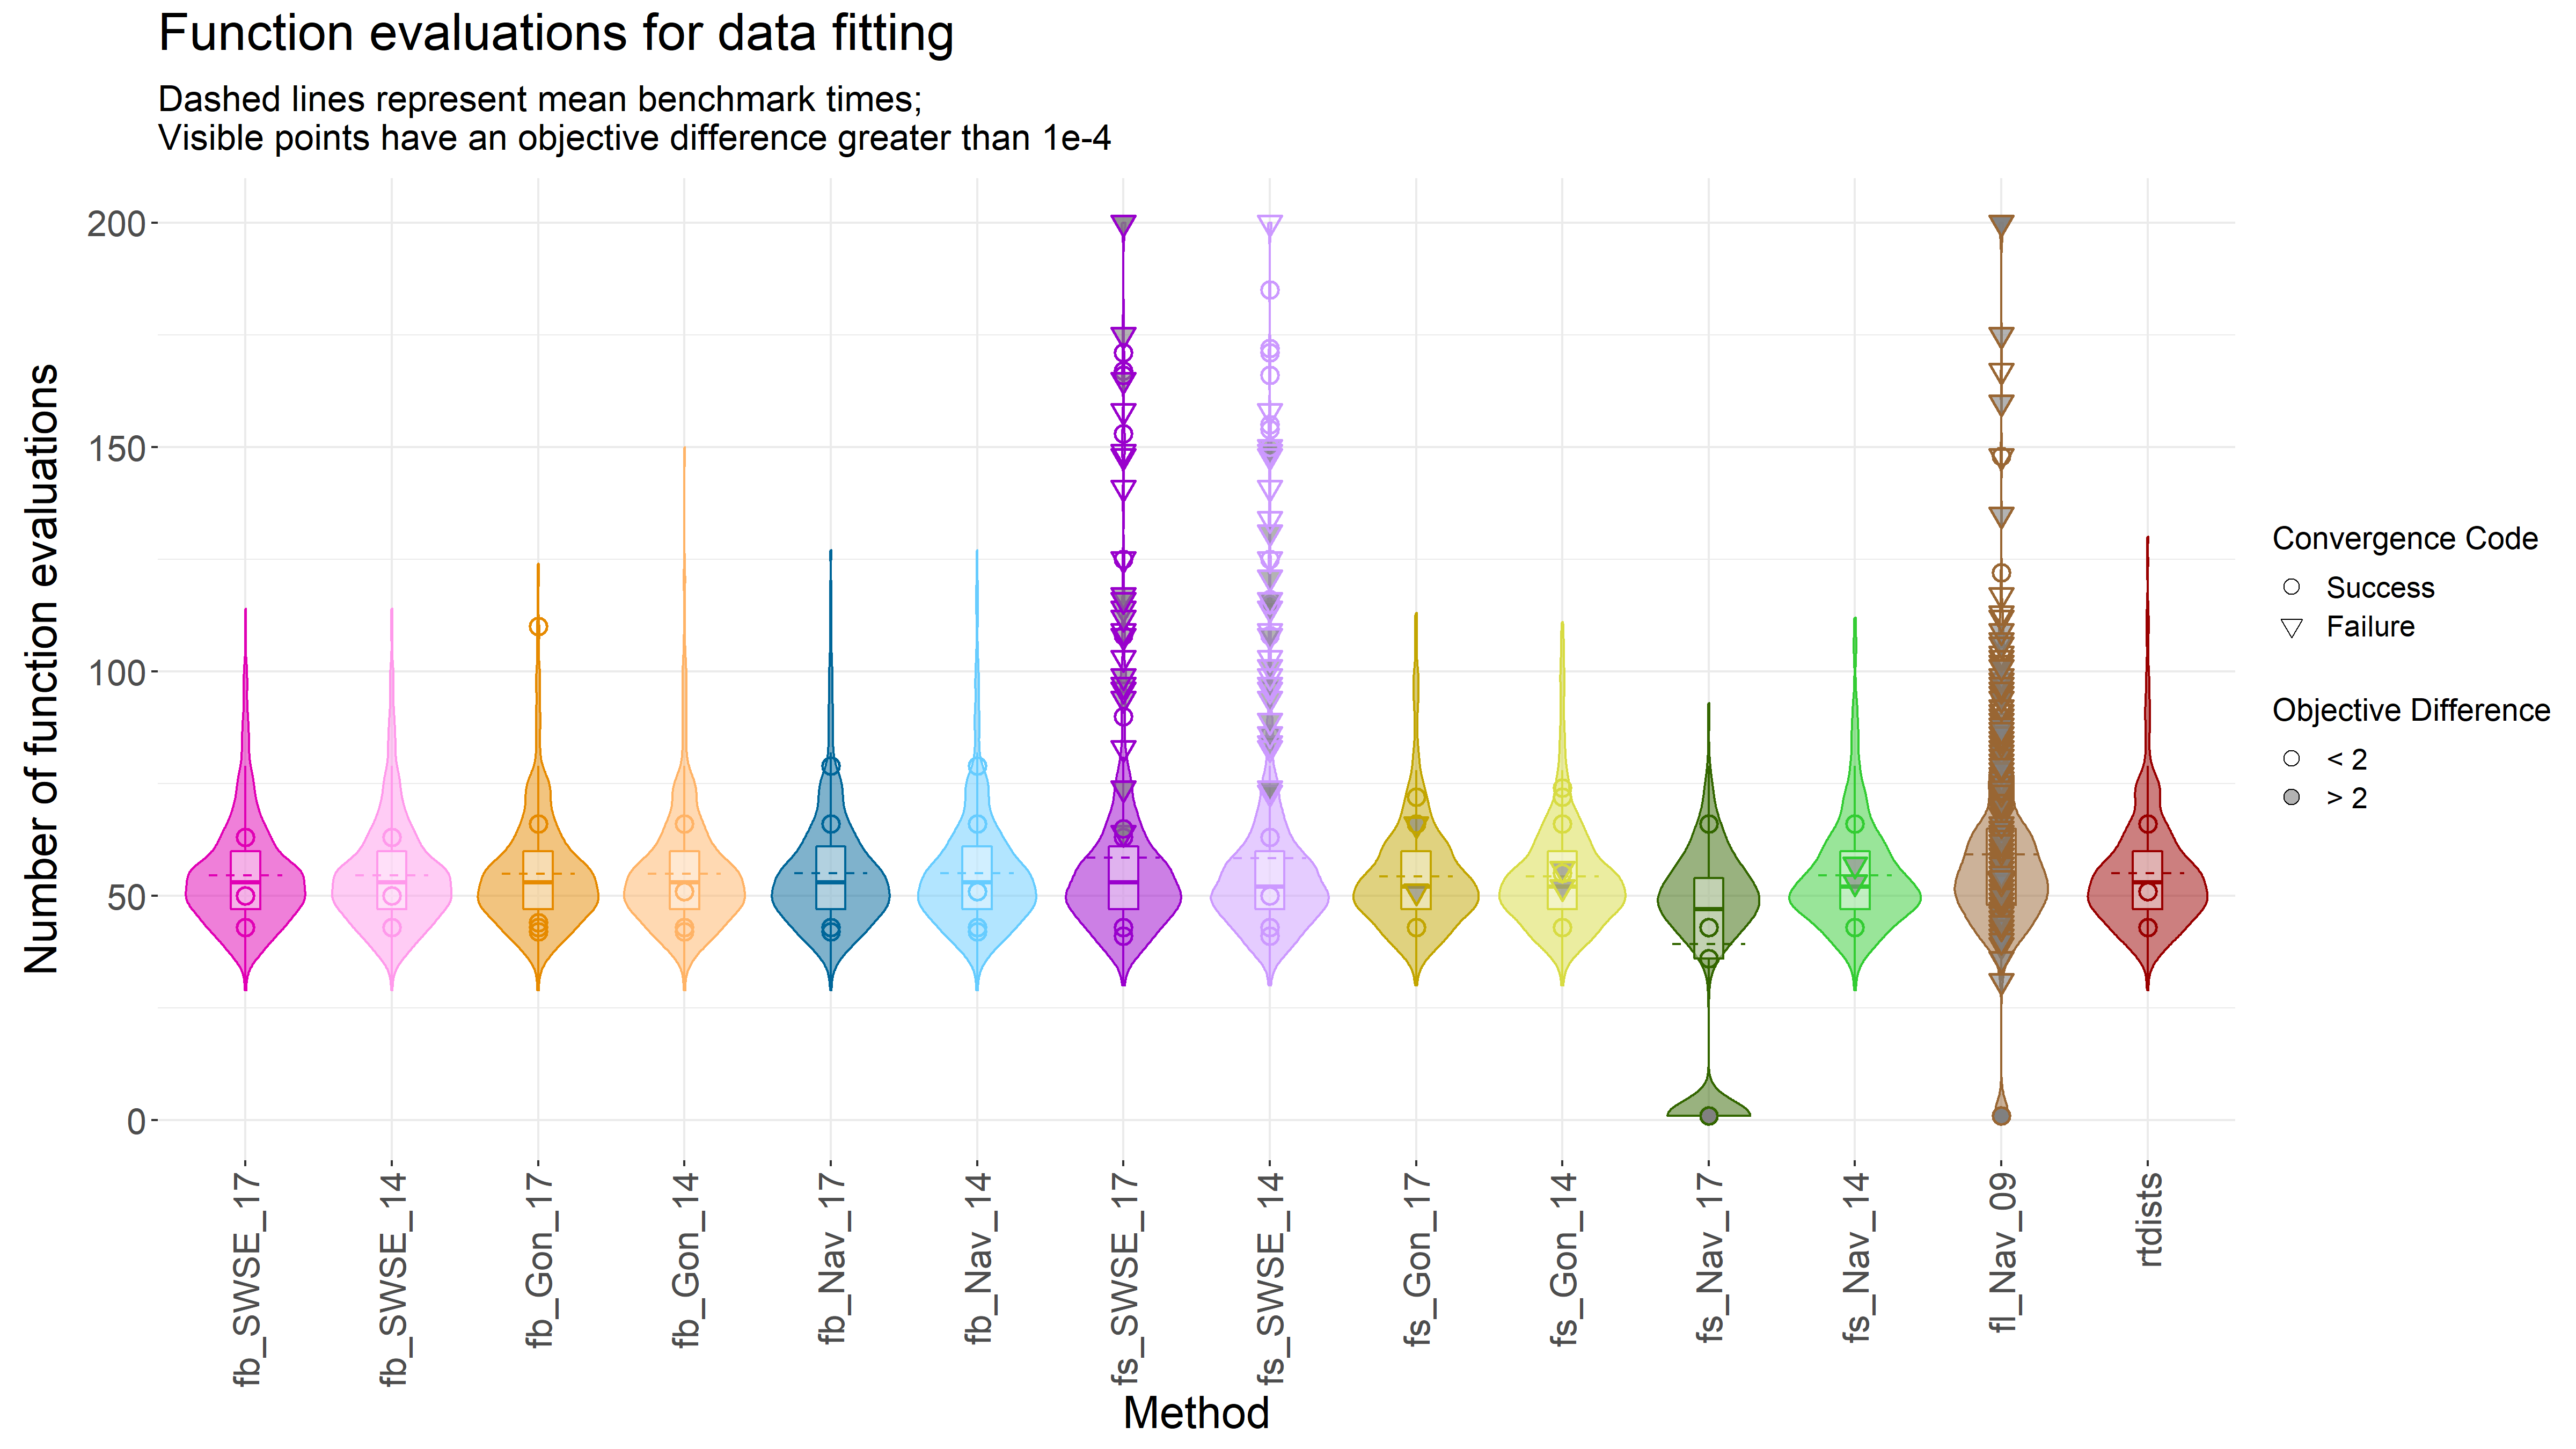 Function evaluations for data fitting
Dashed lines represent mean benchmark times;
Visible points have an objective difference greater than 1e-4
Number of function evaluations
200
150
100
50
0
fb_SWSE_17
fb_SWSE_14
fb_Gon_17
fb_Gon_14
fb_Nav_17
fb_Nav_14
fs_SWSE_17
fs_SWSE_14
fs_Gon_17
fs_Gon_14
fs_Nav_17
fs_Nav_14
fl_Nav_09
rtdists
Method
Convergence Code
Success
Failure
Objective Difference
< 2
> 2